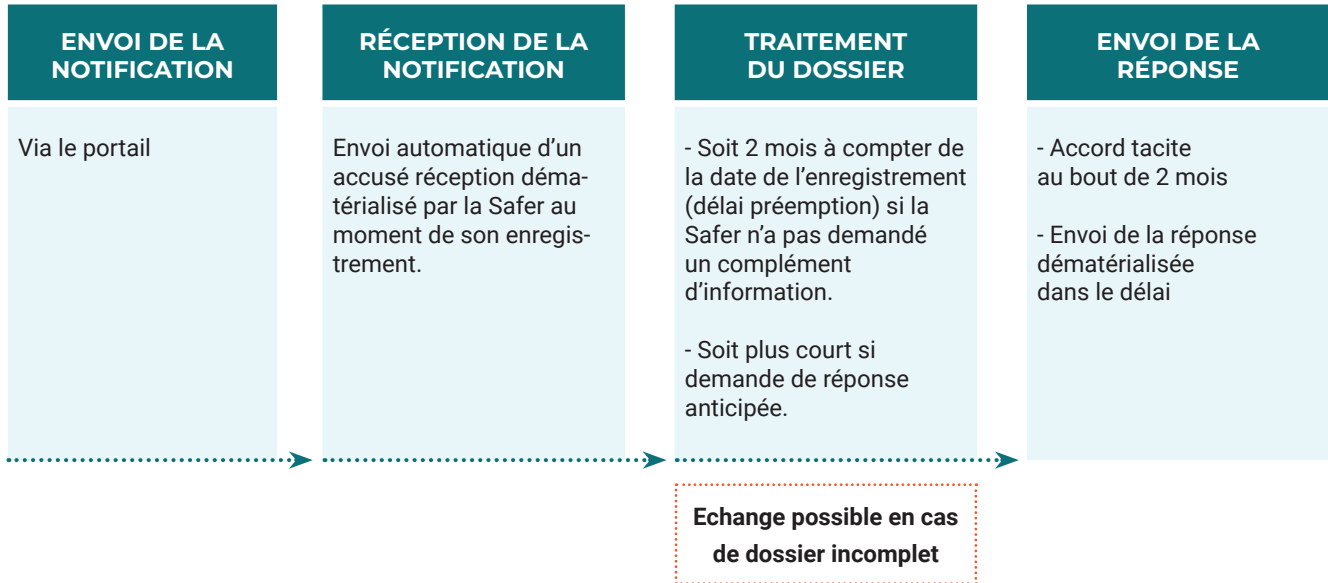 ENVOI DE LA
NOTIFICATION
Via le portail
RÉCEPTION DE LA
NOTIFICATION
Envoi automatique d’un
accusé réception déma-
térialisé par la Safer au
moment de son enregis-
trement.
TRAITEMENT
DU DOSSIER
- Soit 2 mois à compter de
la date de l’enregistrement
(délai préemption) si la
Safer n’a pas demandé
un complément
d’information.
- Soit plus court si
demande de réponse
anticipée.
Echange possible en cas
de dossier incomplet
ENVOI DE LA
RÉPONSE
- Accord tacite
au bout de 2 mois
- Envoi de la réponse
dématérialisée
dans le délai